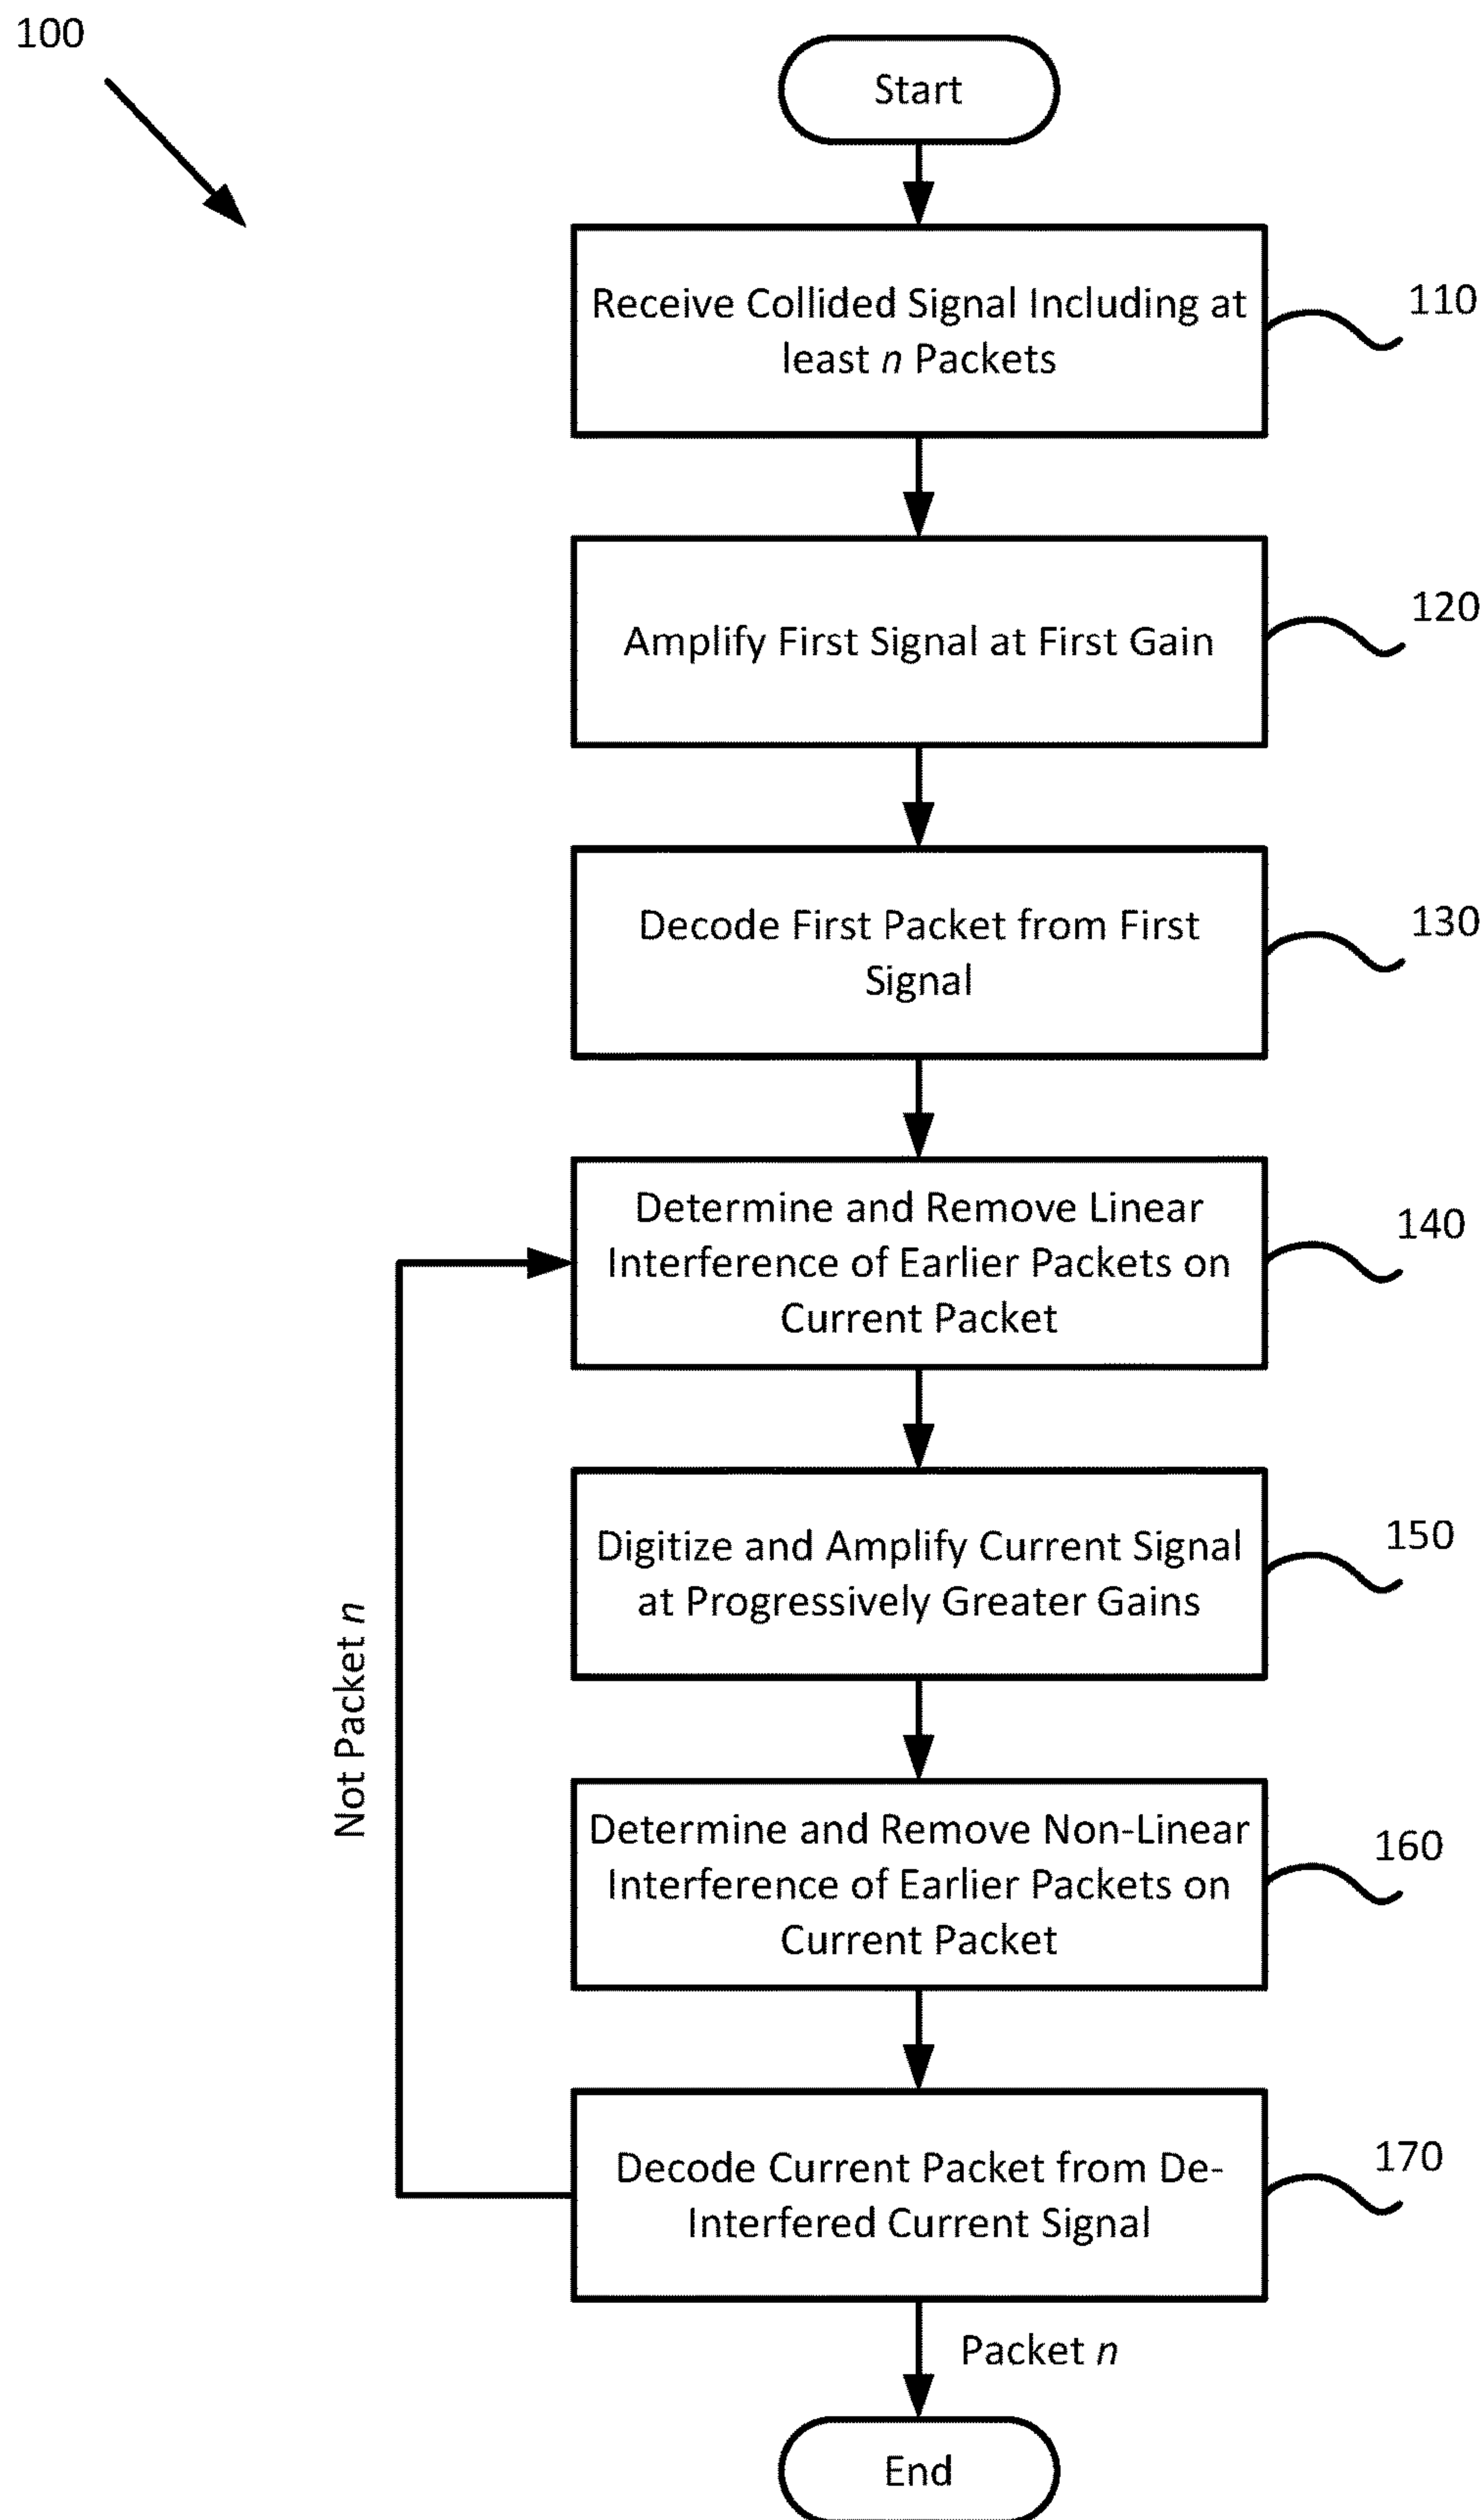 100
Start
Receive Collided Signal Including at
least n Packets
110
Amplify First Signal at First Gain
120
Decode First Packet from First
Signal
130
Determine and Remove Linear
Interference of Earlier Packets on
Current Packet
140
Digitize and Amplify Current Signal
at Progressively Greater Gains
150
Not Packet n
Determine and Remove Non-Linear
Interference of Earlier Packets on
Current Packet
160
Decode Current Packet from De-
Interfered Current Signal
170
Packet n
End